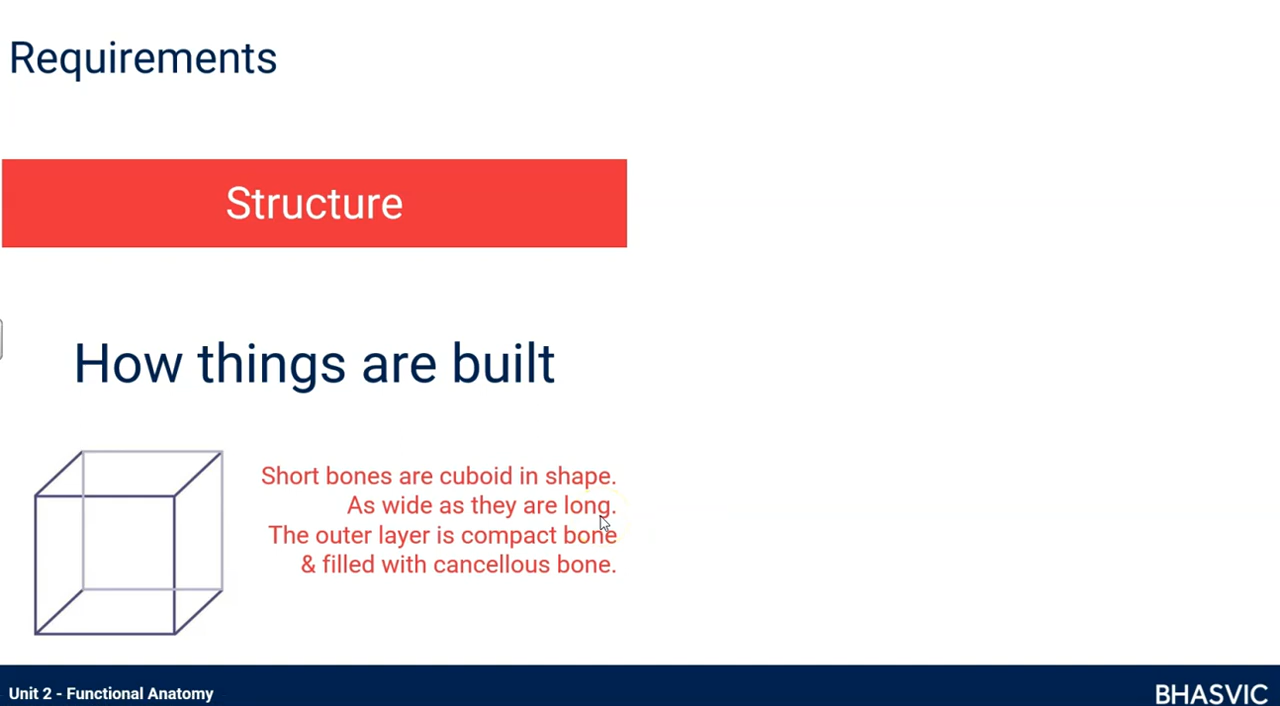 Requirements
Structure
How things are built
Short bones are cuboid in shape.
As wide as they are long.
The outer layer is compact bone
& filled with cancellous bone.
Unit 2 - Functional Anatomy
BHASVIC